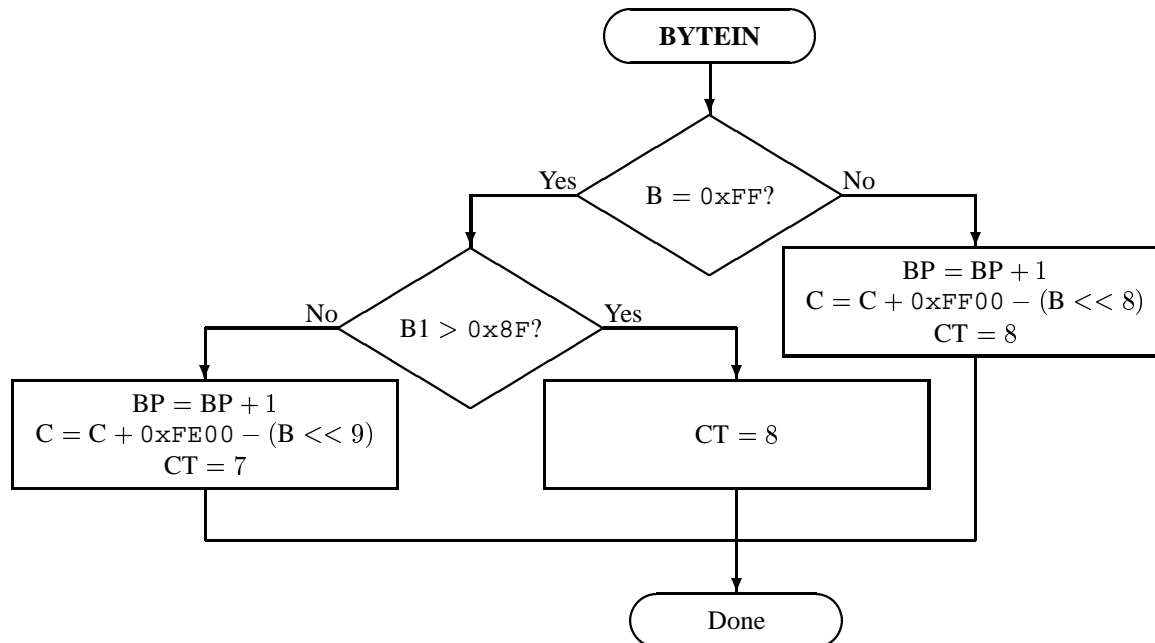 BYTEIN
B = 0xFF?
Yes
No
BP = BP + 1
C = C + 0xFF00 − (B << 8)
CT = 8
B1 > 0x8F?
No
Yes
BP = BP + 1
C = C + 0xFE00 − (B << 9)
CT = 7
CT = 8
Done